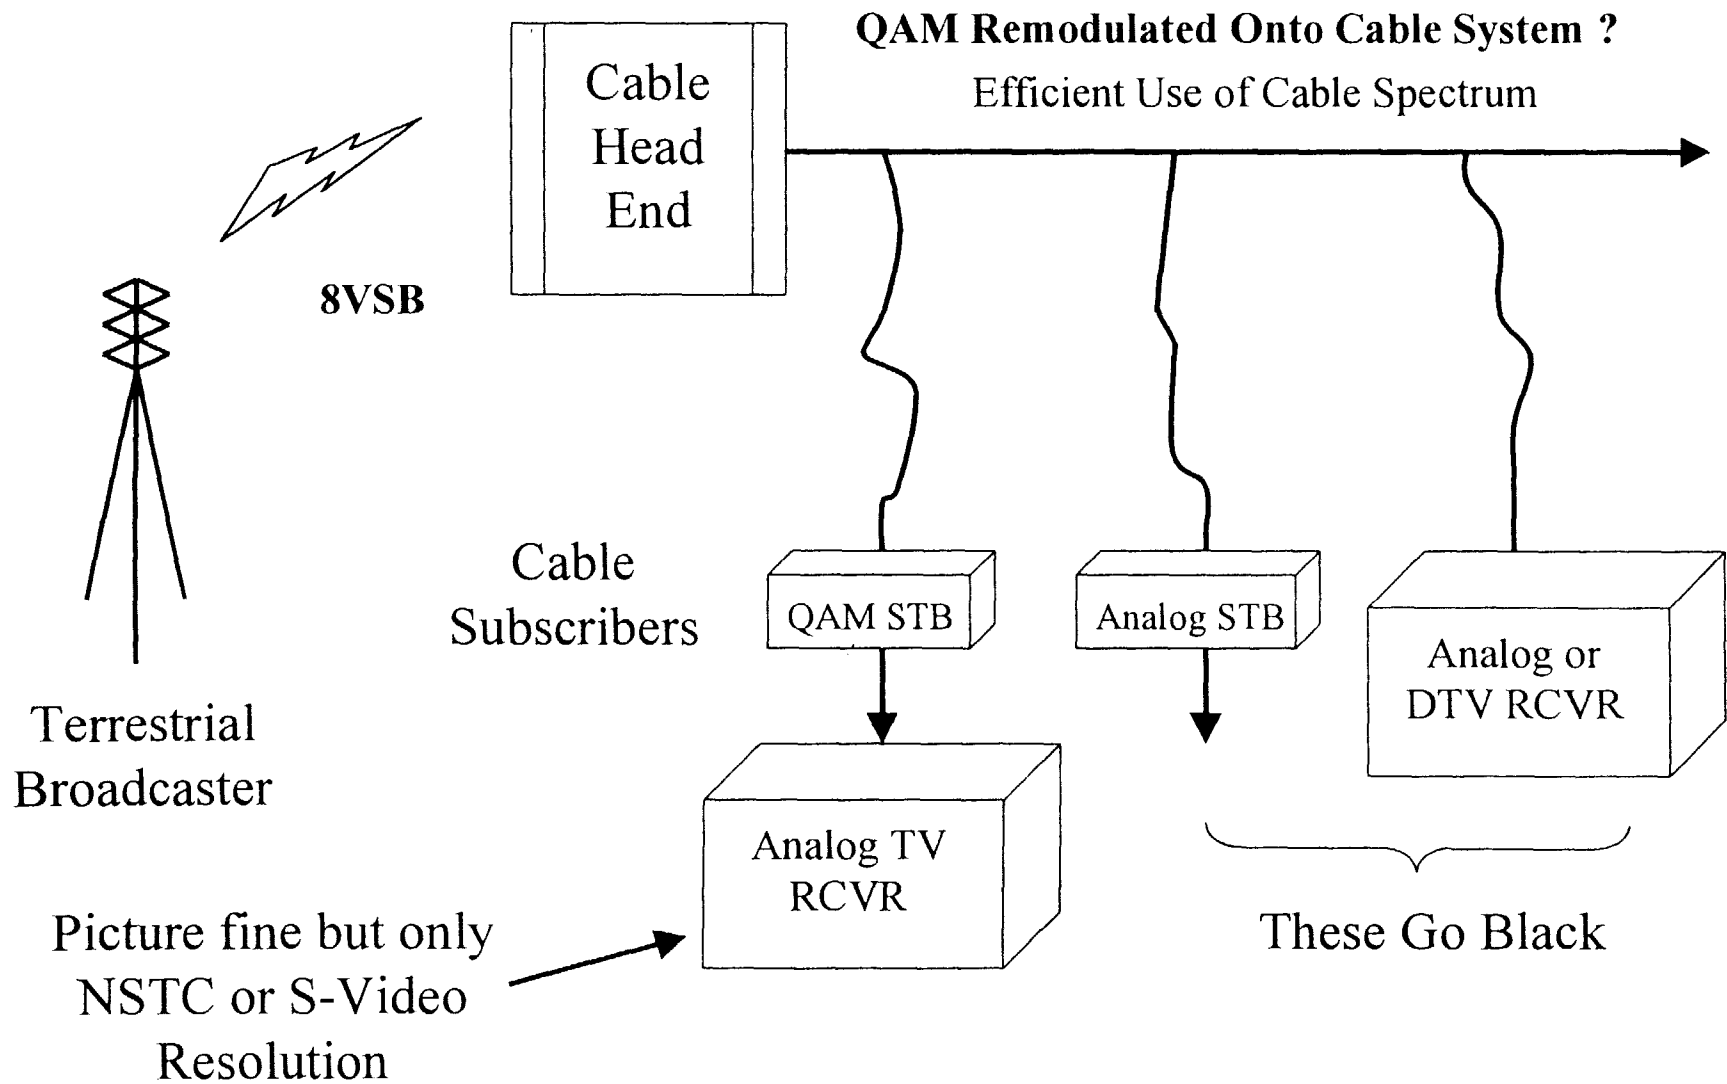 QAM Remodulated Onto Cable System ?
Efficient Use of Cable Spectrum
Cable
Head
End
8VSB
Terrestrial
Broadcaster
Cable
Subscribers
QAM STB
Analog STB
Analog or
DTV RCVR
Analog TV
RCVR
These Go Black
Picture fine but only
NSTC or S-Video
Resolution